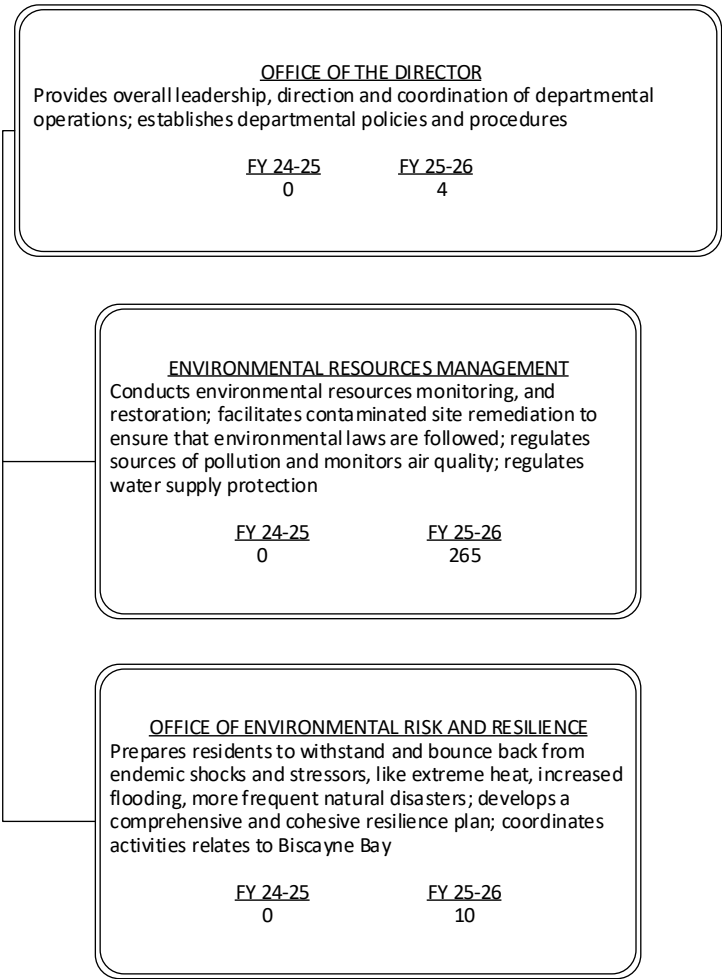 OFFICE OF THE DIRECTOR
Provides overall leadership, direction and coordination of departmental
operations; establishes departmental policies and procedures
FY 24-25 FY 25-26
0 4
ENVIRONMENTAL RESOURCES MANAGEMENT
Conducts environmental resources monitoring, and
restoration; facilitates contaminated site remediation to
ensure that environmental laws are followed; regulates
sources of pollution and monitors air quality; regulates
water supply protection
FY 24-25 FY 25-26
0 265
OFFICE OF ENVIRONMENTAL RISK AND RESILIENCE
Prepares residents to withstand and bounce back from
endemic shocks and stressors, like extreme heat, increased
flooding, more frequent natural disasters; develops a
comprehensive and cohesive resilience plan; coordinates
activities relates to Biscayne Bay
FY 24-25 FY 25-26
0 10